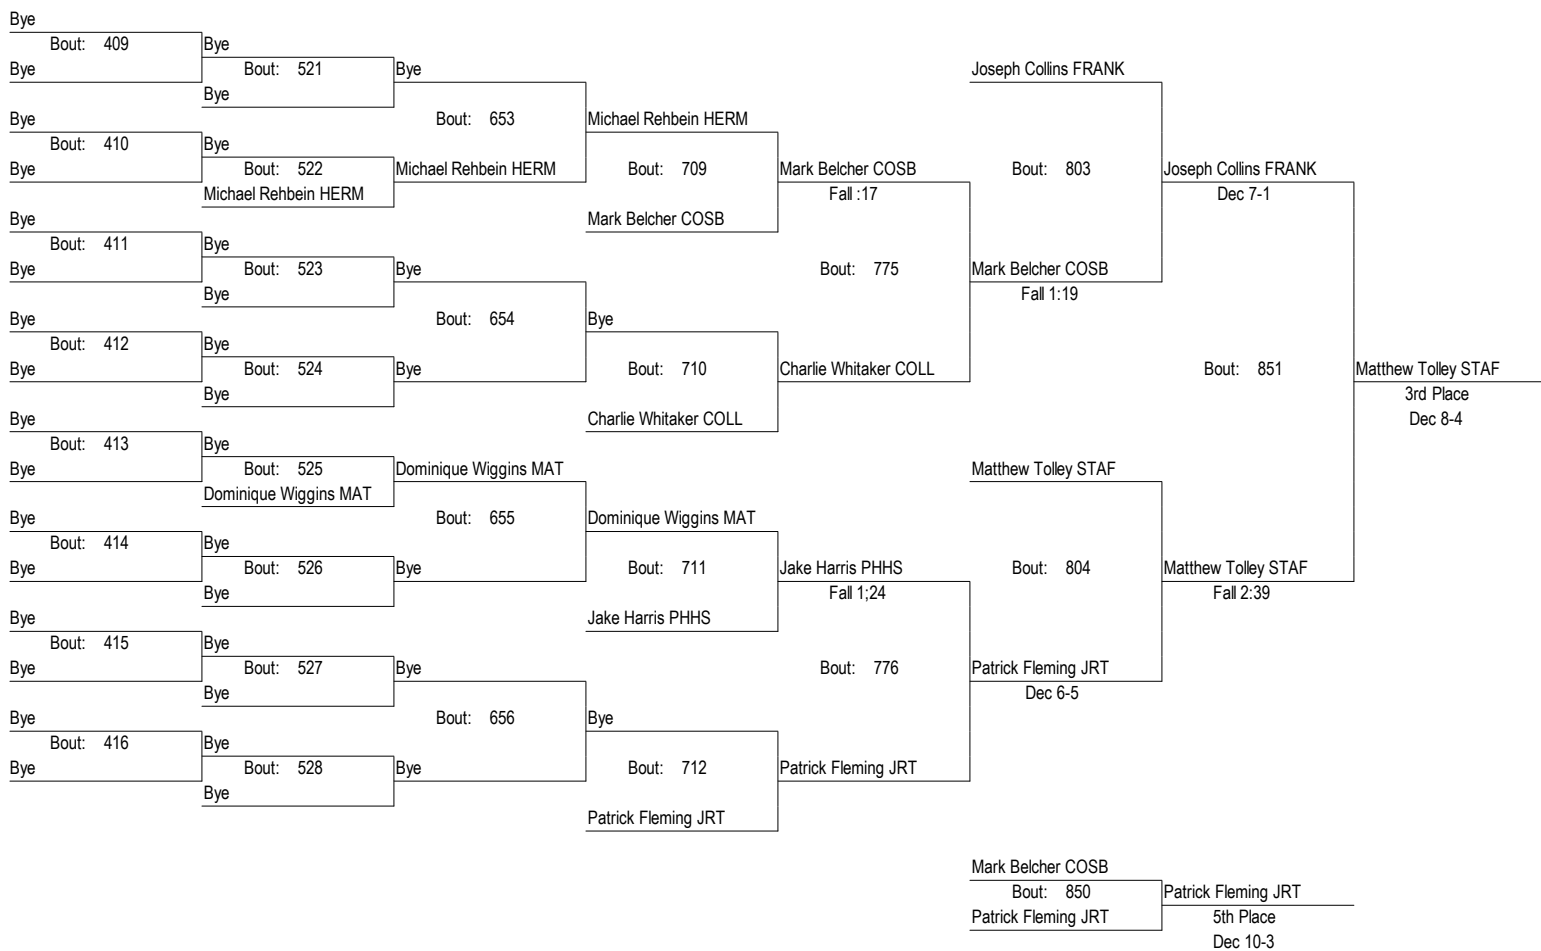 Bye
Bout: 409 Bye
Bye Bout: 521 Bye Joseph Collins FRANK
Bye
Bye Bout: 653 Michael Rehbein HERM
Bout: 410 Bye
Bye Bout: 522 Michael Rehbein HERM Bout: 709 Mark Belcher COSB Bout: 803 Joseph Collins FRANK
Michael Rehbein HERM Fall :17 Dec 7-1
Bye Mark Belcher COSB
Bout: 411 Bye
Bye Bout: 523 Bye Bout: 775 Mark Belcher COSB
Bye Fall 1:19
Bye Bout: 654 Bye
Bout: 412 Bye
Bye Bout: 524 Bye Bout: 710 Charlie Whitaker COLL Bout: 851 Matthew Tolley STAF
Bye 3rd Place
Bye Charlie Whitaker COLL Dec 8-4
Bout: 413 Bye
Bye Bout: 525 Dominique Wiggins MAT Matthew Tolley STAF
Dominique Wiggins MAT
Bye Bout: 655 Dominique Wiggins MAT
Bout: 414 Bye
Bye Bout: 526 Bye Bout: 711 Jake Harris PHHS Bout: 804 Matthew Tolley STAF
Bye Fall 1;24 Fall 2:39
Bye Jake Harris PHHS
Bout: 415 Bye
Bye Bout: 527 Bye Bout: 776 Patrick Fleming JRT
Bye Dec 6-5
Bye Bout: 656 Bye
Bout: 416 Bye
Bye Bout: 528 Bye Bout: 712 Patrick Fleming JRT
Bye
Patrick Fleming JRT
Mark Belcher COSB
Bout: 850 Patrick Fleming JRT
Patrick Fleming JRT 5th Place
Dec 10-3